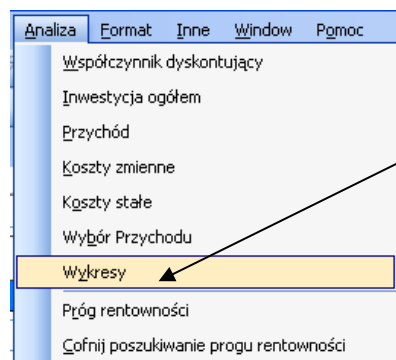 Analiza Format Inne Window Pomoc
Współczynnik dyskontujący
Inwestycja ogółem
Przychód
Koszty zmienne
Koszty stałe
Wybór Przychodu
Wykresy
Próg rentowności
Cofnij poszukiwanie progu rentowności